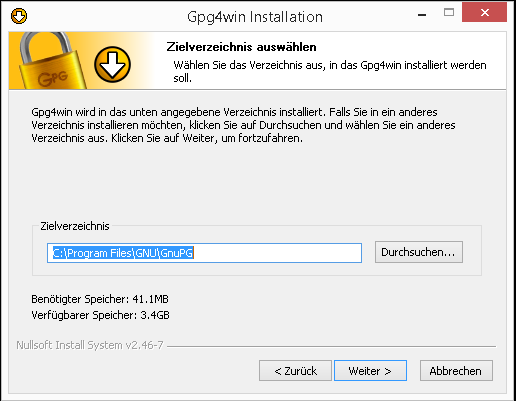 Gpg4win Installation
Zielverzeichnis auswählen
Wählen Sie das Verzeichnis aus, in das Gpg4win installiert werden
soll.
GPG
Gpg4win wird in das unten angegebene Verzeichnis installiert. Falls Sie in ein anderes
Verzeichnis installieren möchten, klicken Sie auf Durchsuchen und wählen Sie ein anderes
Verzeichnis aus. Klicken Sie auf Weiter, um fortzufahren.
Zielverzeichnis
C:\Program Files\GNU\GnuPG
Durchsuchen...
Benötigter Speicher: 41.1MB
Verfügbarer Speicher: 3.4GB
Nullsoft Install System v2.46-7
< Zurück Weiter > Abbrechen